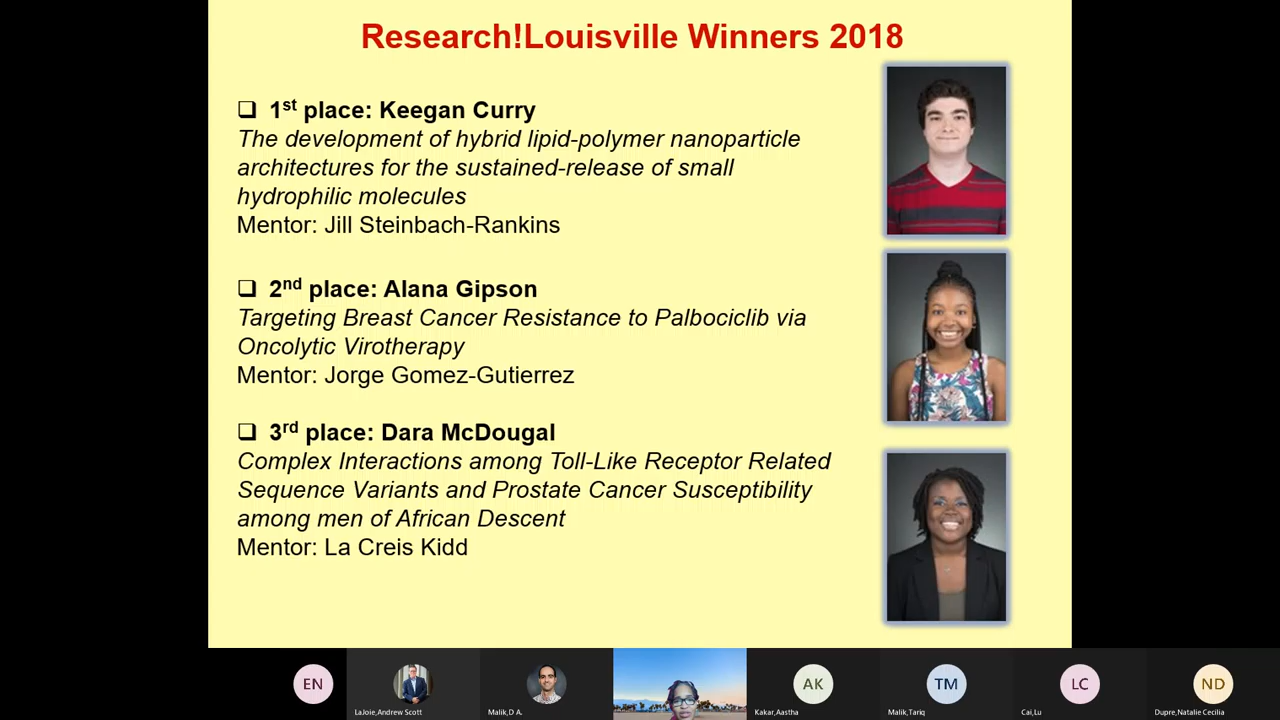 Research!Louisville Winners 2018
❑ 1st place: Keegan Curry
The development of hybrid lipid-polymer nanoparticle
architectures for the sustained-release of small
hydrophilic molecules
Mentor: Jill Steinbach-Rankins
❑ 2nd place: Alana Gipson
Targeting Breast Cancer Resistance to Palbociclib via
Oncolytic Virotherapy
Mentor: Jorge Gomez-Gutierrez
❑ 3rd place: Dara McDougal
Complex Interactions among Toll-Like Receptor Related
Sequence Variants and Prostate Cancer Susceptibility
among men of African Descent
Mentor: La Creis Kidd
EN
AK
TM
LC
ND
LaJoie,Andrew Scott
Malik,D A.
Kakar,Aastha
Malik,Tariq
Cai,Lu
Dupre,Natalie Cecilia